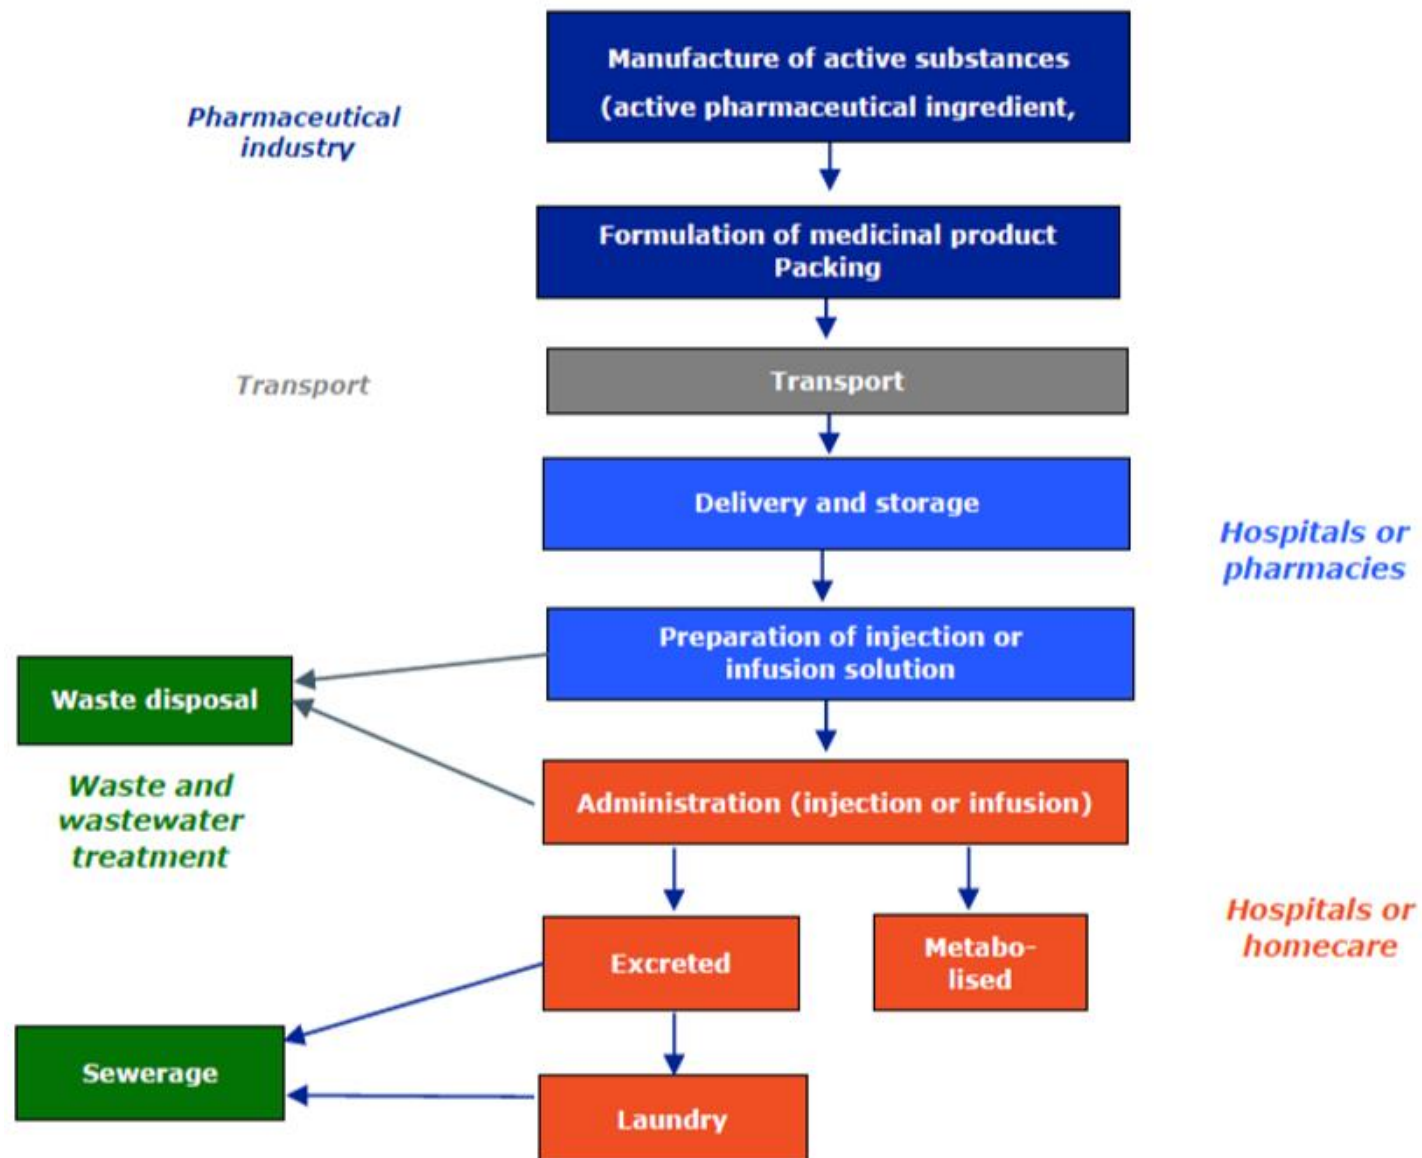 Manufacture of active substances
(active pharmaceutical ingredient,
Pharmaceutical
industry
Formulation of medicinal product
Packing
Transport
Transport
Delivery and storage
Hospitals or
pharmacies
Preparation of injection or
infusion solution
Waste disposal
Waste and
wastewater
treatment
Administration (injection or infusion)
Hospitals or
homecare
Excreted
Metabo-
lised
Sewerage
Laundry